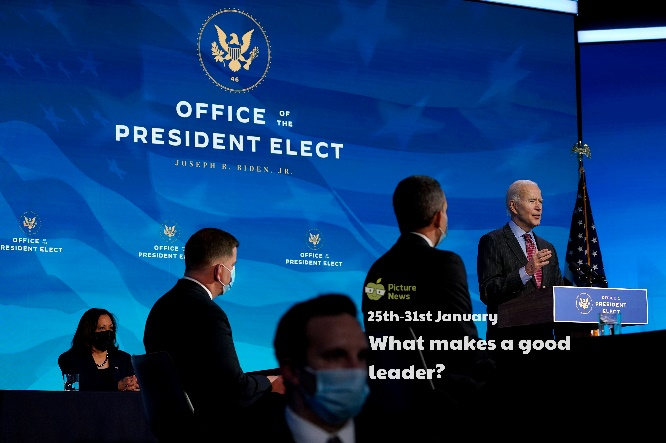 46
OFFICE OF THE
PRESIDENT ELECT
JOSEPH R. BIDEN, JR.
OFFICE OF THE
PRESIDENT ELECT
OFFICE OF THE
PRESIDENT ELECT
OFFICE OF THE
PRESIDENT ELECT
OFFICE OF THE
PRESIDENT
ELECT
Picture
News
25th-31st January
What makes a good
leader?